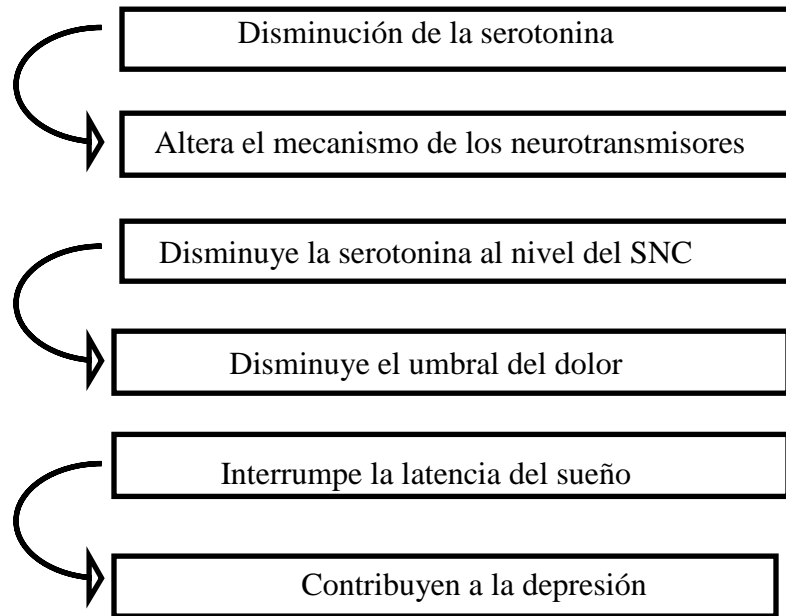 Disminución de la serotonina
Altera el mecanismo de los neurotransmisores
Disminuye la serotonina al nivel del SNC
Disminuye el umbral del dolor
Interrumpe la latencia del sueño
Contribuyen a la depresión